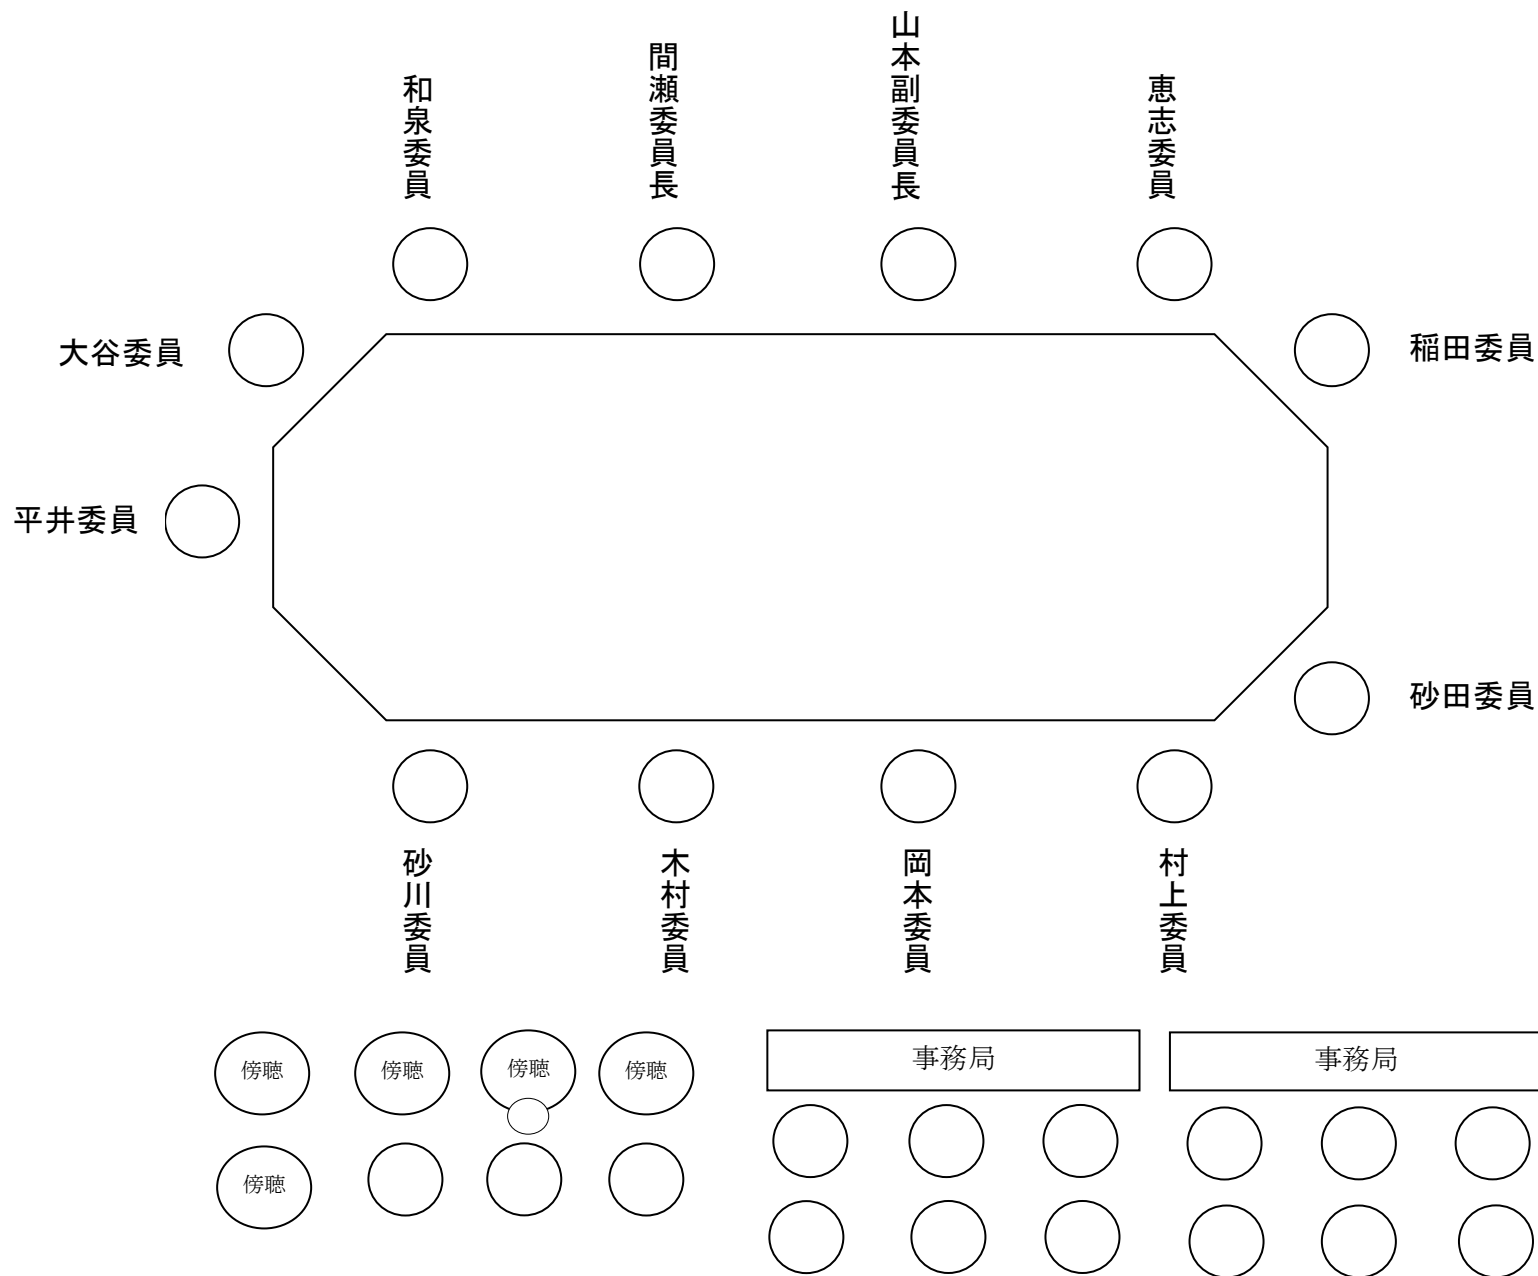 和泉委員
間瀬委員長
山本副委員長
恵志委員
大谷委員
稲田委員
平井委員
砂田委員
砂川委員
木村委員
岡本委員
村上委員
傍聴
傍聴
傍聴
傍聴
事務局
事務局
傍聴